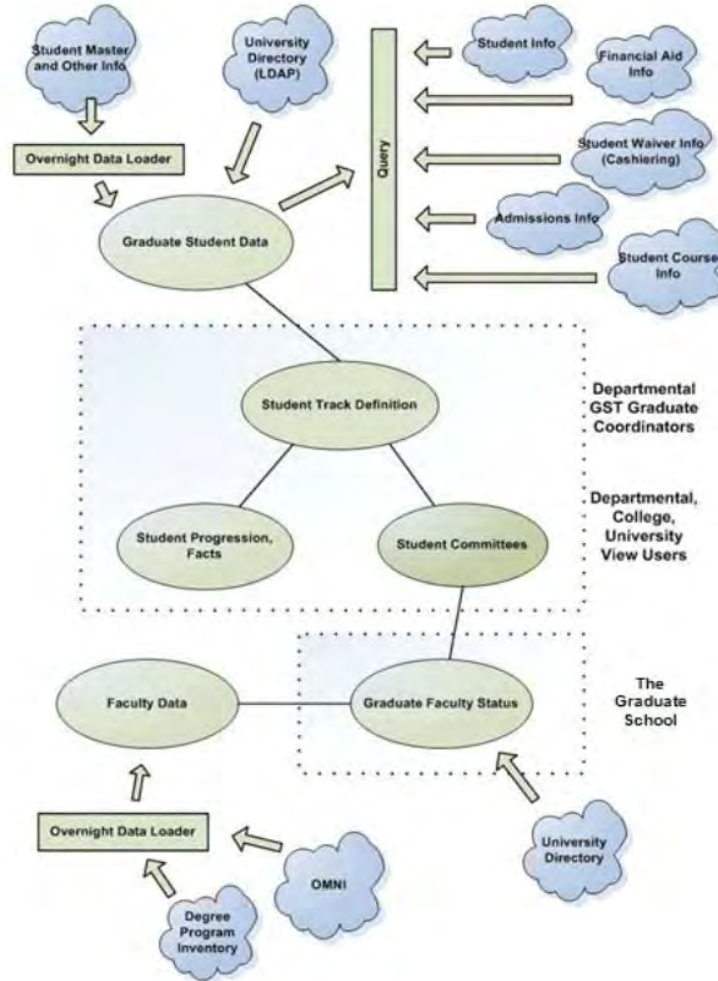 Student Master
and Other Info
University
Directory
(LDAP)
Student Info
Financial Aid
Info
Overnight Data Loader
Query
Student Waiver Info
(Cashiering)
Graduate Student Data
Admissions Info
Student Course
Info
Student Track Definition
Departmental
GST Graduate
Coordinators
Student Progression,
Facts
Student Committees
Departmental,
College,
University
View Users
Faculty Data
Graduate Faculty Status
The
Graduate
School
Overnight Data Loader
University
Directory
OMNI
Degree
Program
Inventory